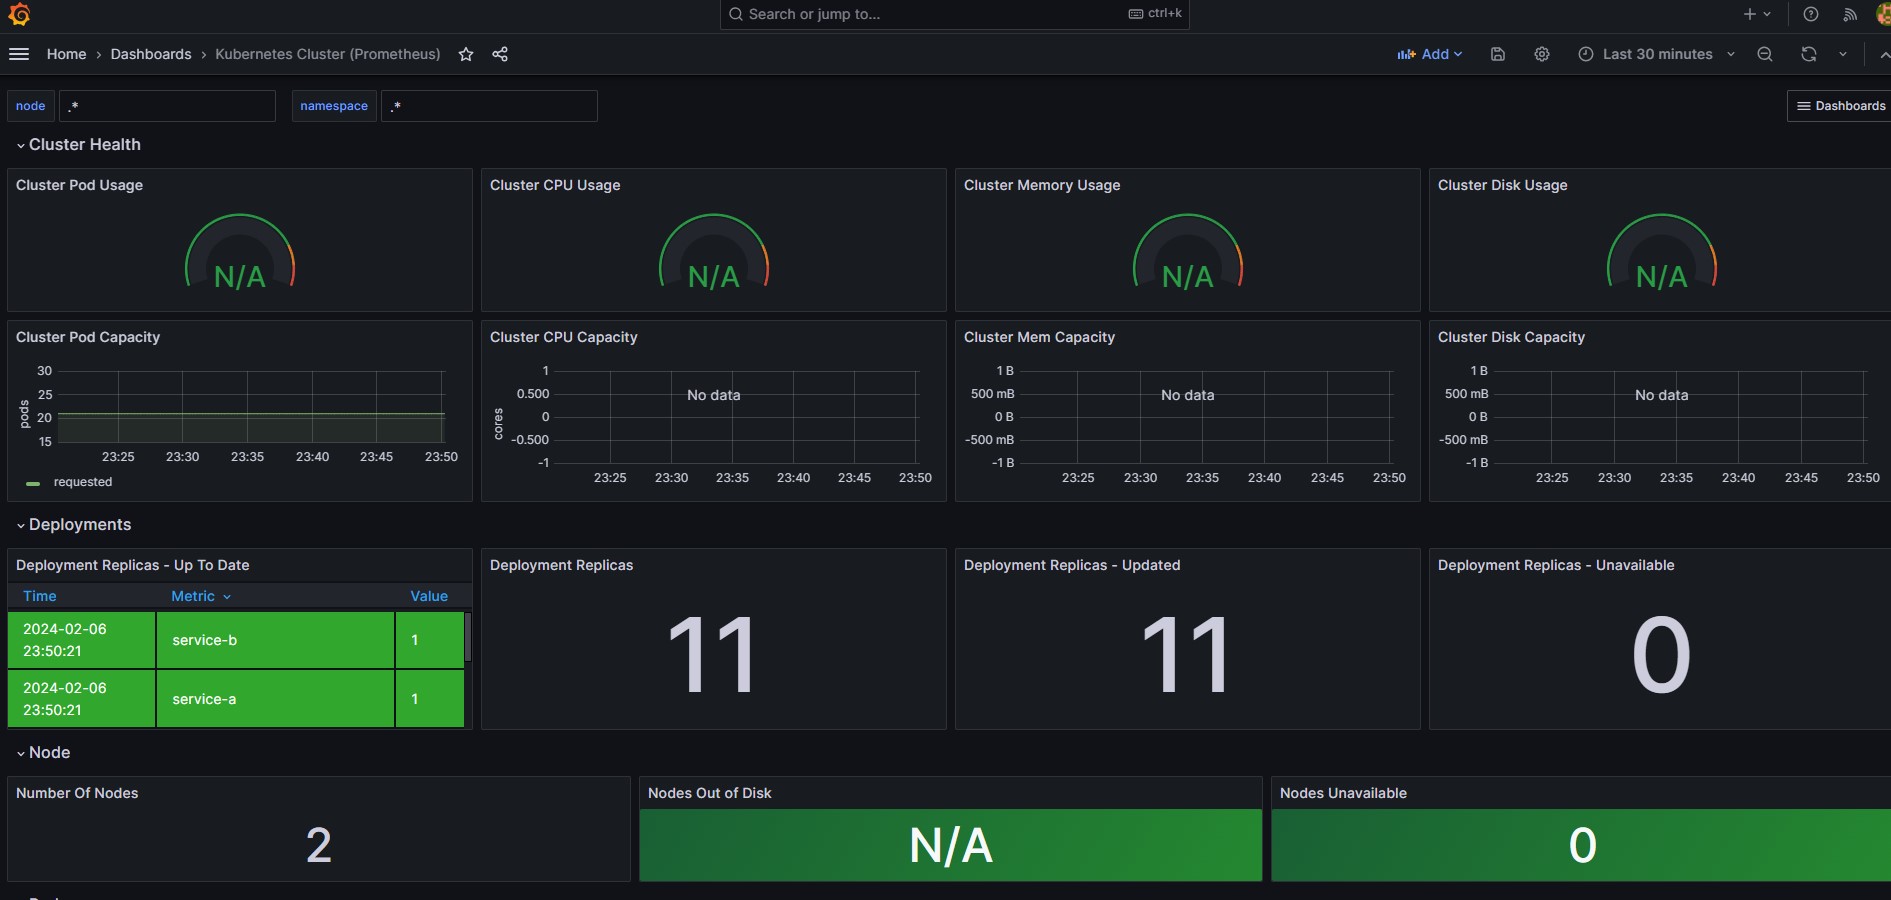 Search or jump to...
ctrl+k
Home › Dashboards › Kubernetes Cluster (Prometheus)
Add
Last 30 minutes
node
.*
namespace
.*
Dashboards
Cluster Health
Cluster Pod Usage
N/A
Cluster CPU Usage
N/A
Cluster Memory Usage
N/A
Cluster Disk Usage
N/A
Cluster Pod Capacity
pods
30
25
20
15
23:25 23:30 23:35 23:40 23:45 23:50
requested
Cluster CPU Capacity
cores
1
0.500
0
-0.500
-1
No data
23:25 23:30 23:35 23:40 23:45 23:50
Cluster Mem Capacity
1 B
500 mB
0 B
-500 mB
-1 B
No data
23:25 23:30 23:35 23:40 23:45 23:50
Cluster Disk Capacity
1 B
500 mB
0 B
-500 mB
-1 B
No data
23:25 23:30 23:35 23:40 23:45 23:50
Deployments
Deployment Replicas - Up To Date
Time Metric Value
2024-02-06
23:50:21
service-b
1
2024-02-06
23:50:21
service-a
1
Deployment Replicas
11
Deployment Replicas - Updated
11
Deployment Replicas - Unavailable
0
Node
Number Of Nodes
2
Nodes Out of Disk
N/A
Nodes Unavailable
0